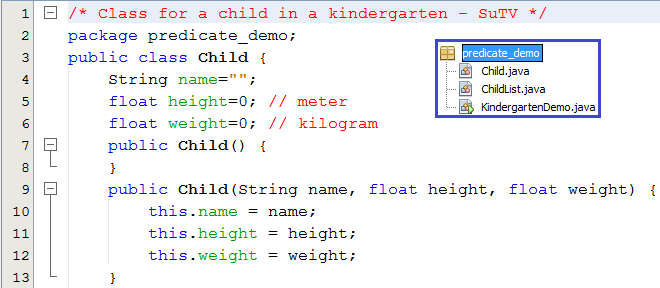 1 /* Class for a child in a kindergarten - SuTV */
2 package predicate_demo;
3 public class Child {
4 String name="";
5 float height=0; // meter
6 float weight=0; // kilogram
7 public Child() {
8 }
9 public Child(String name, float height, float weight) {
10 this.name = name;
11 this.height = height;
12 this.weight = weight;
13 }
predicate_demo
Child.java
ChildList.java
KindergartenDemo.java